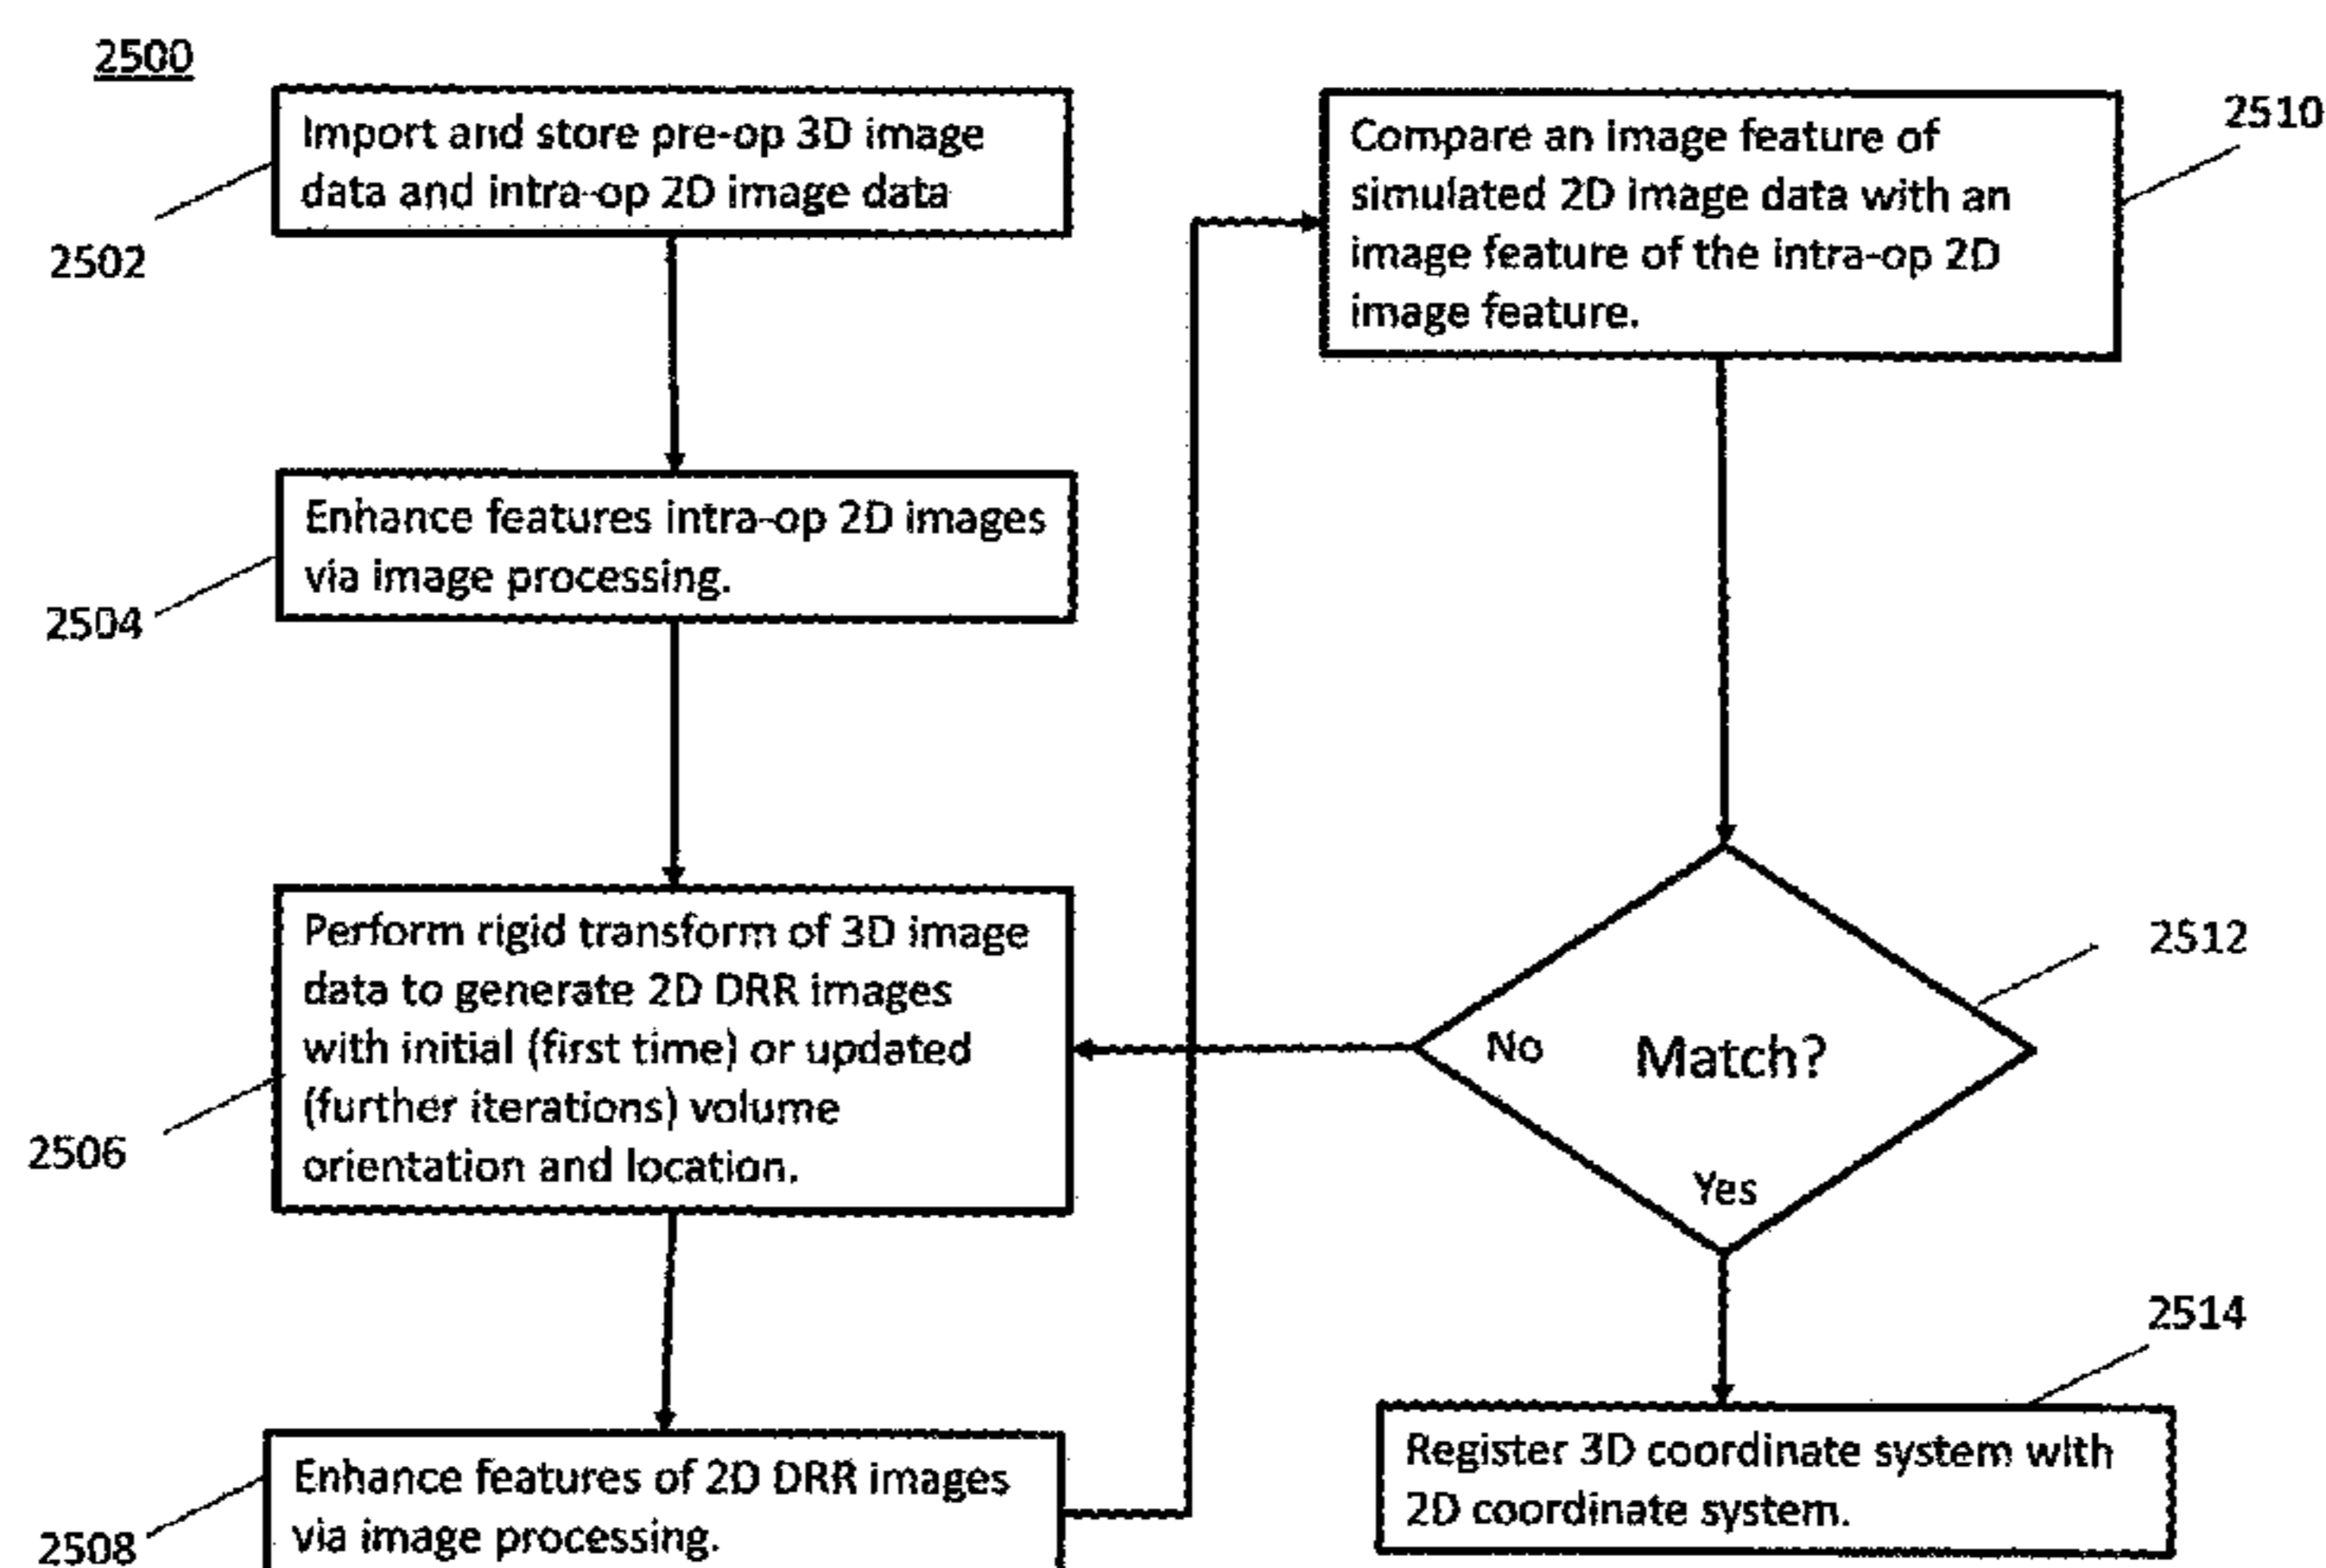 2500
Import and store pre-op 3D image
data and intra-op 2D image data
2502
Enhance features intra-op 2D images
via image processing.
2504
Perform rigid transform of 3D image
data to generate 2D DRR images
with initial (first time) or updated
(further iterations) volume
orientation and location.
2506
Enhance features of 2D DRR images
via image processing.
2508
Compare an image feature of
simulated 2D image data with an
image feature of the intra-op 2D
image feature.
2510
Match?
No
Yes
2512
Register 3D coordinate system with
2D coordinate system.
2514